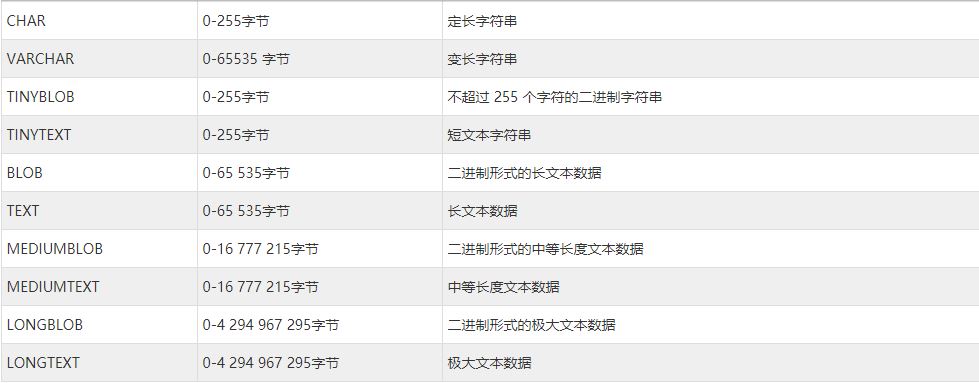 CHAR 0-255字节 定长字符串
VARCHAR 0-65535 字节 变长字符串
TINYBLOB 0-255字节 不超过 255 个字符的二进制字符串
TINYTEXT 0-255字节 短文本字符串
BLOB 0-65 535字节 二进制形式的长文本数据
TEXT 0-65 535字节 长文本数据
MEDIUMBLOB 0-16 777 215字节 二进制形式的中等长度文本数据
MEDIUMTEXT 0-16 777 215字节 中等长度文本数据
LONGBLOB 0-4 294 967 295字节 二进制形式的极大文本数据
LONGTEXT 0-4 294 967 295字节 极大文本数据